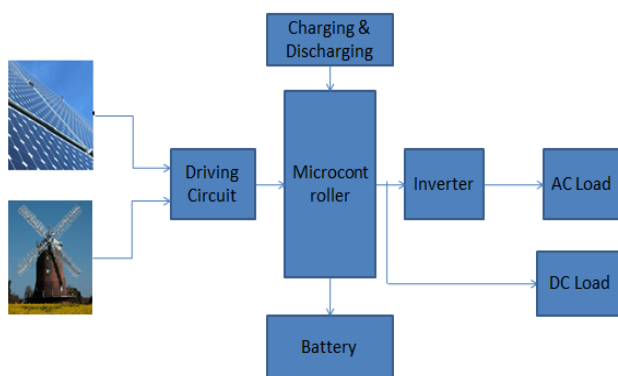 Charging &
Discharging
Driving
Circuit
Microcont
roller
Inverter
AC Load
DC Load
Battery